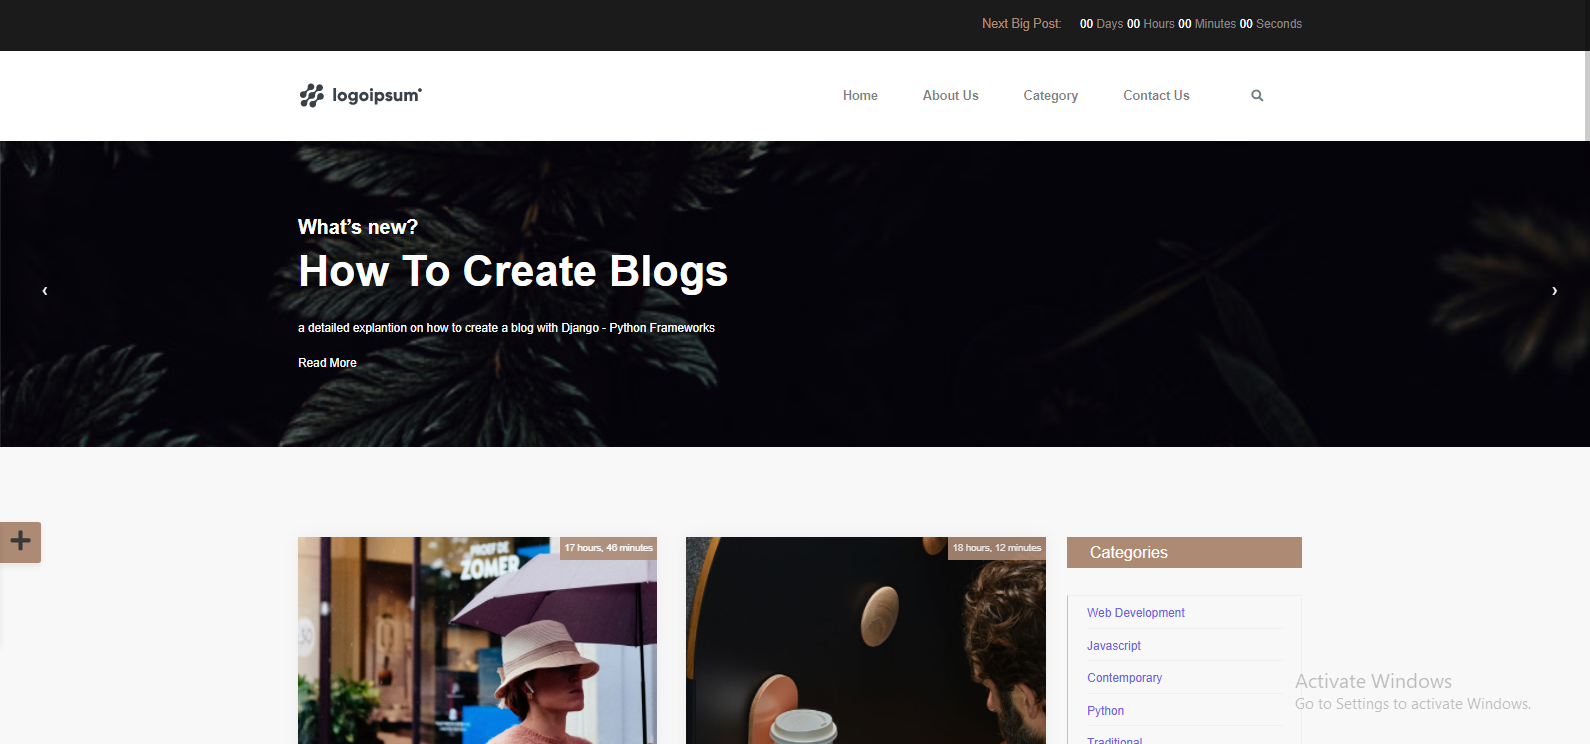 Next Big Post: 00 Days 00 Hours 00 Minutes 00 Seconds
logoipsum
Home About Us Category Contact Us
What’s new?
How To Create Blogs
‹ ›
a detailed explantion on how to create a blog with Django - Python Frameworks
Read More
17 hours, 46 minutes
PROEF DE
ZOMER
18 hours, 12 minutes
Categories
Web Development
Javascript
Contemporary
Python
Traditional
Activate Windows
Go to Settings to activate Windows.